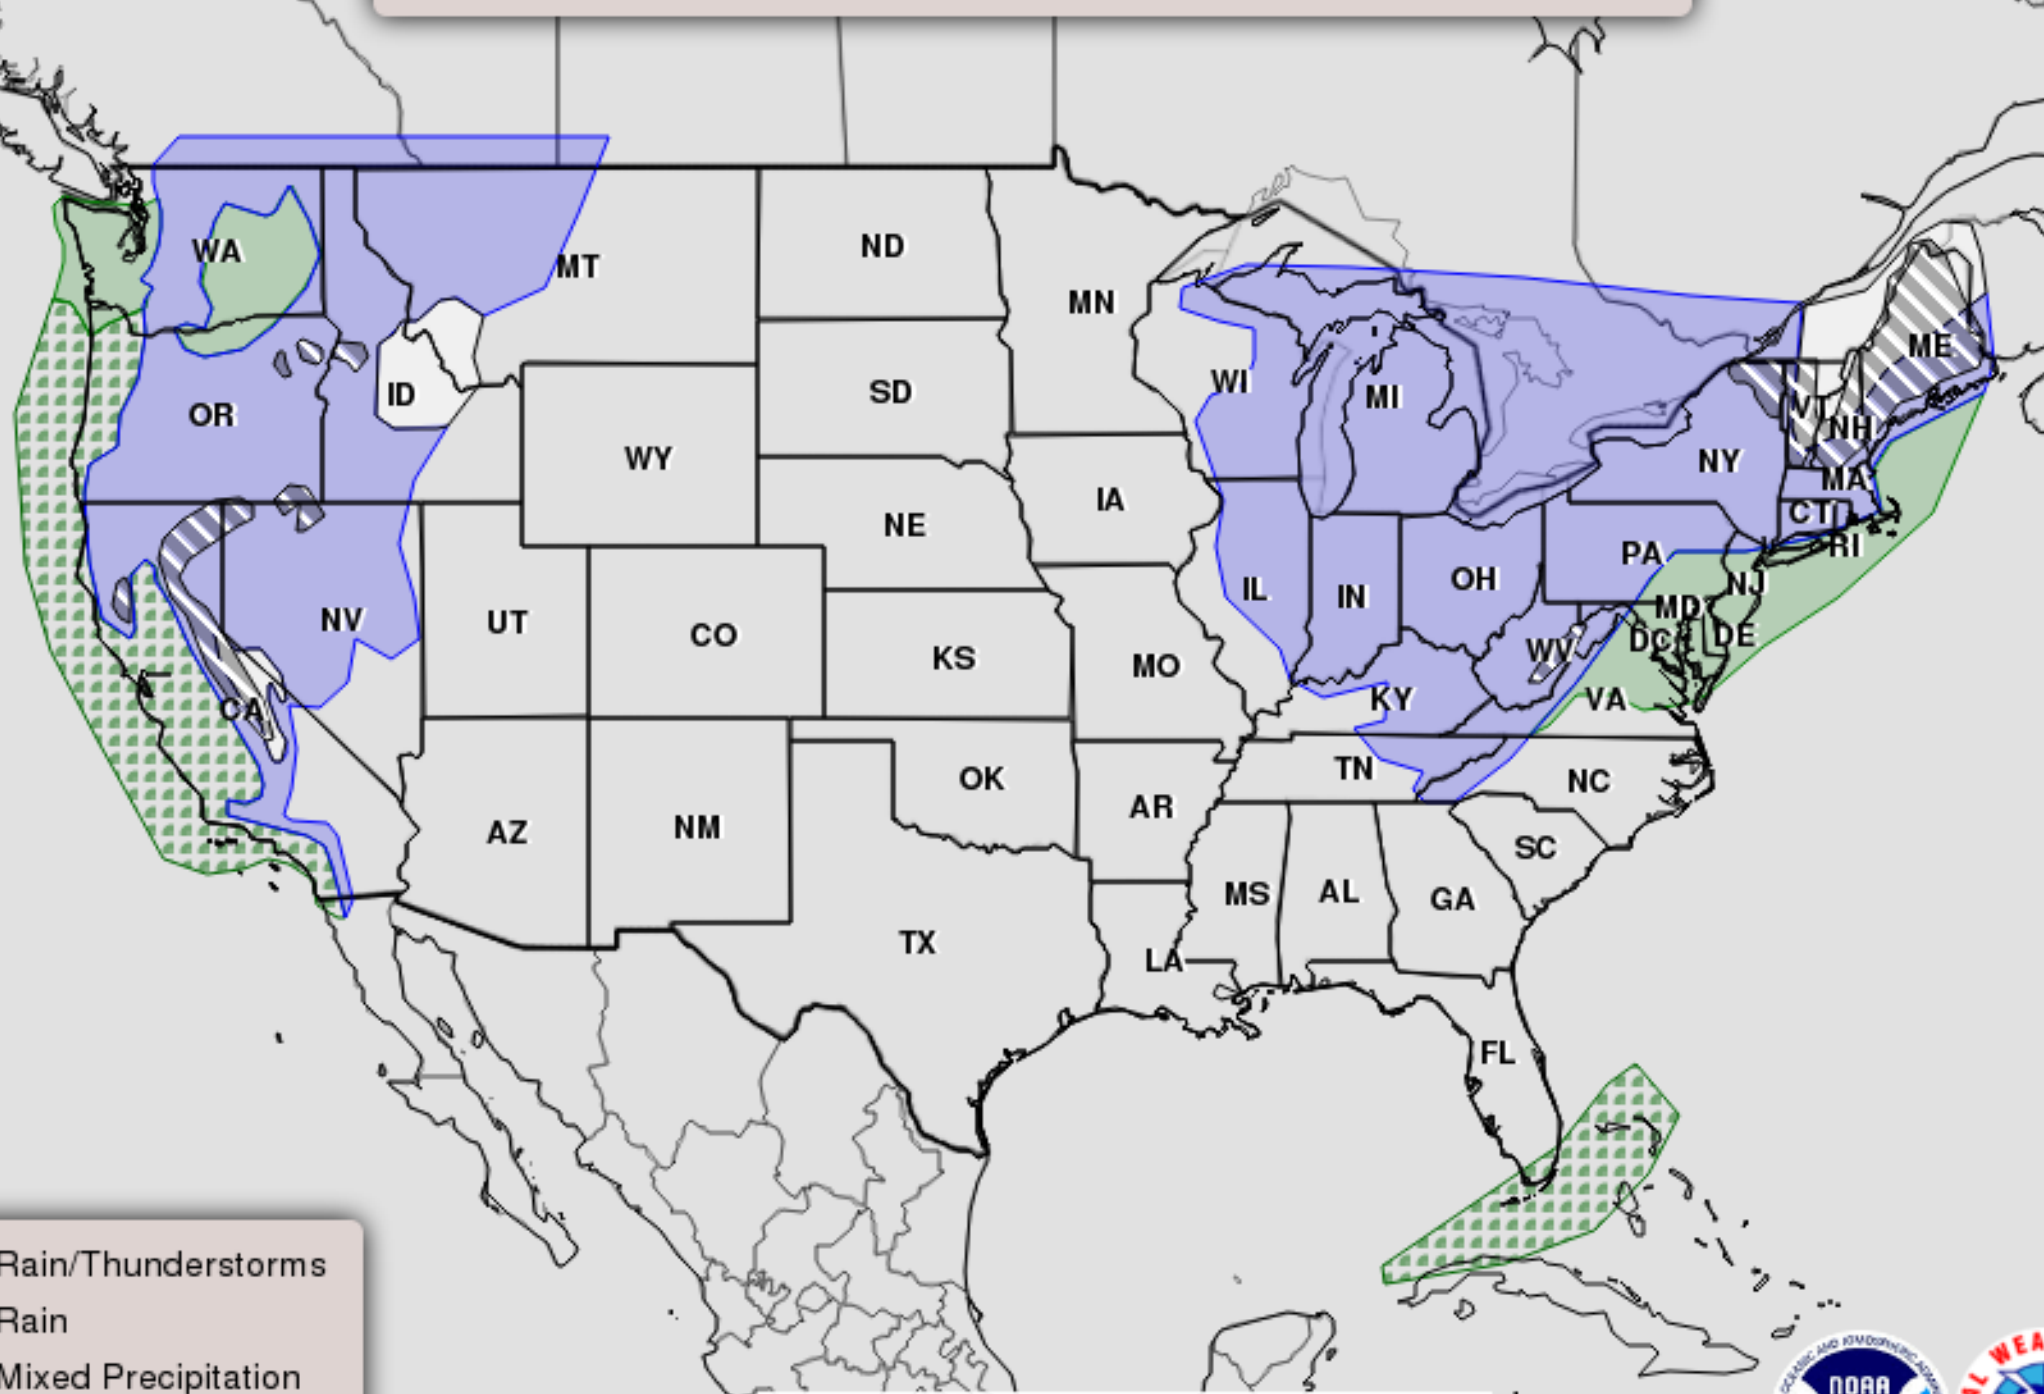 WA
MT
ND
MN
ME
ID
SD
WI
MI
VT
OR
NH
WY
NY
MA
IA
CT
NE
RI
PA
NJ
IL
IN
OH
NV
UT
CO
KS
MO
MD
DC
DE
WV
CA
KY
VA
TN
NC
OK
AR
AZ
NM
SC
MS
AL
GA
TX
LA
FL
Rain/Thunderstorms
Rain
Mixed Precipitation
NOAA